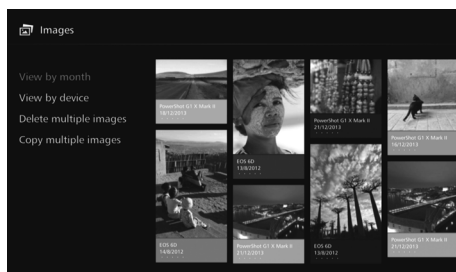 Images
View by month
View by device
Delete multiple images
Copy multiple images
PowerShot G1 X Mark II
18/12/2013
EOS 6D
14/8/2012
EOS 6D
13/8/2012
PowerShot G1 X Mark II
21/12/2013
PowerShot G1 X Mark II
21/12/2013
EOS 6D
13/8/2012
PowerShot G1 X Mark II
16/12/2013
PowerShot G1 X Mark II
21/12/2013